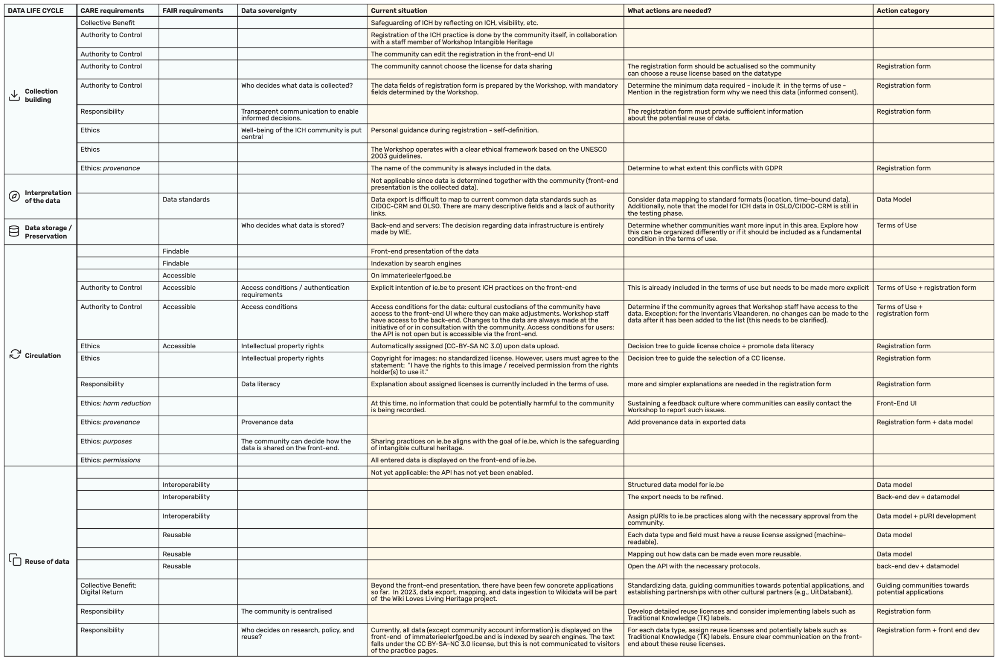 DATA LIFE CYCLE
CARE requirements
FAIR requirements
Data sovereignty
Current situation
What actions are needed?
Action category
Collection
building
Collective Benefit
Safeguarding of ICH by reflecting on ICH, visibility, etc.
Authority to Control
Registration of the ICH practice is done by the community itself, in collaboration
with a staff member of Workshop Intangible Heritage
Authority to Control
The community can edit the registration in the front-end UI
Authority to Control
The community cannot choose the license for data sharing
The registration form should be actualised so the community
can choose a reuse license based on the datatype
Registration form
Authority to Control
Who decides what data is collected?
The data fields of registration form is prepared by the Workshop, with mandatory
fields determined by the Workshop.
Determine the minimum data required - include it  in the terms of use -
Mention in the registration form why we need this data (informed consent).
Registration form
Responsibility
Transparent communication to enable
informed decisions.
The registration form must provide sufficient information
about the potential reuse of data.
Registration form
Ethics
Well-being of the ICH community is put
central
Personal guidance during registration - self-definition.
Ethics
The Workshop operates with a clear ethical framework based on the UNESCO
2003 guidelines.
Ethics: provenance
The name of the community is always included in the data.
Determine to what extent this conflicts with GDPR
Registration form
Interpretation
of the data
Not applicable since data is determined together with the community (front-end
presentation is the collected data).
Data standards
Data export is difficult to map to current common data standards such as
CIDOC-CRM and OLSO. There are many descriptive fields and a lack of authority
links.
Consider data mapping to standard formats (location, time-bound data).
Additionally, note that the model for ICH data in OSLO/CIDOC-CRM is still in
the testing phase.
Data Model
Data storage /
Preservation
Who decides what data is stored?
Back-end and servers: The decision regarding data infrastructure is entirely
made by WIE.
Determine whether communities want more input in this area. Explore how
this can be organized differently or if it should be included as a fundamental
condition in the terms of use.
Terms of Use
Circulation
Findable
Front-end presentation of the data
Findable
Indexation by search engines
Accessible
On immaterieelerfgoed.be
Authority to Control
Accessible
Access conditions / authentication
requirements
Explicit intention of ie.be to present ICH practices on the front-end
This is already included in the terms of use but needs to be made more explicit
Terms of Use + registration form
Authority to Control
Accessible
Access conditions
Access conditions for the data: cultural custodians of the community have
access to the front-end UI where they can make adjustments. Workshop staff
have access to the back-end. Changes to the data are always made at the
initiative of or in consultation with the community. Access conditions for users:
the API is not open but is accessible via the front-end.
Determine if the community agrees that Workshop staff have access to the
data. Exception: for the Inventaris Vlaanderen, no changes can be made to the
data after it has been added to the list (this needs to be clarified).
Terms of Use +
registration form
Ethics
Accessible
Intellectual property rights
Automatically assigned (CC-BY-SA NC 3.0) upon data upload.
Decision tree to guide license choice + promote data literacy
Registration form
Ethics
Intellectual property rights
Copyright for images: no standardized license. However, users must agree to the
statement:  "I have the rights to this image / received permission from the rights
holder(s) to use it."
Decision tree to guide the selection of a CC license.
Registration form
Responsibility
Data literacy
Explanation about assigned licenses is currently included in the terms of use.
more and simpler explanations are needed in the registration form
Registration form
Ethics: harm reduction
At this time, no information that could be potentially harmful to the community
is being recorded.
Sustaining a feedback culture where communities can easily contact the
Workshop to report such issues.
Front-End UI
Ethics: provenance
Provenance data
Add provenance data in exported data
Registration form + data model
Ethics: purposes
The community can decide how the
data is shared on the front-end.
Sharing practices on ie.be aligns with the goal of ie.be, which is the safeguarding
of intangible cultural heritage.
Ethics: permissions
All entered data is displayed on the front-end of ie.be.
Reuse of data
Not yet applicable: the API has not yet been enabled.
Interoperability
Structured data model for ie.be
Data model
Interoperability
The export needs to be refined.
Back-end dev + datamodel
Interoperability
Assign pURIs to ie.be practices along with the necessary approval from the
community.
Data model + pURI development
Reusable
Each data type and field must have a reuse license assigned (machine-
readable).
Data model
Reusable
Mapping out how data can be made even more reusable.
Data model
Reusable
Open the API with the necessary protocols.
back-end dev + datamodel
Collective Benefit:
Digital Return
Beyond the front-end presentation, there have been few concrete applications
so far.  In 2023, data export, mapping, and data ingestion to Wikidata will be part
of  the Wiki Loves Living Heritage project.
Standardizing data, guiding communities towards potential applications, and
establishing partnerships with other cultural partners (e.g., UitDatabank).
Guiding communities towards
potential applications
Responsibility
The community is centralised
Develop detailed reuse licenses and consider implementing labels such as
Traditional Knowledge (TK) labels.
Registration form
Responsibility
Who decides on research, policy, and
reuse?
Currently, all data (except community account information) is displayed on the
front-end  of immaterieelerfgoed.be and is indexed by search engines. The text
falls under the CC BY-SA-NC 3.0 license, but this is not communicated to visitors
of the practice pages.
For each data type, assign reuse licenses and potentially labels such as
Traditional Knowledge (TK) labels. Ensure clear communication on the front-
end about these reuse licenses.
Registration form + front end dev